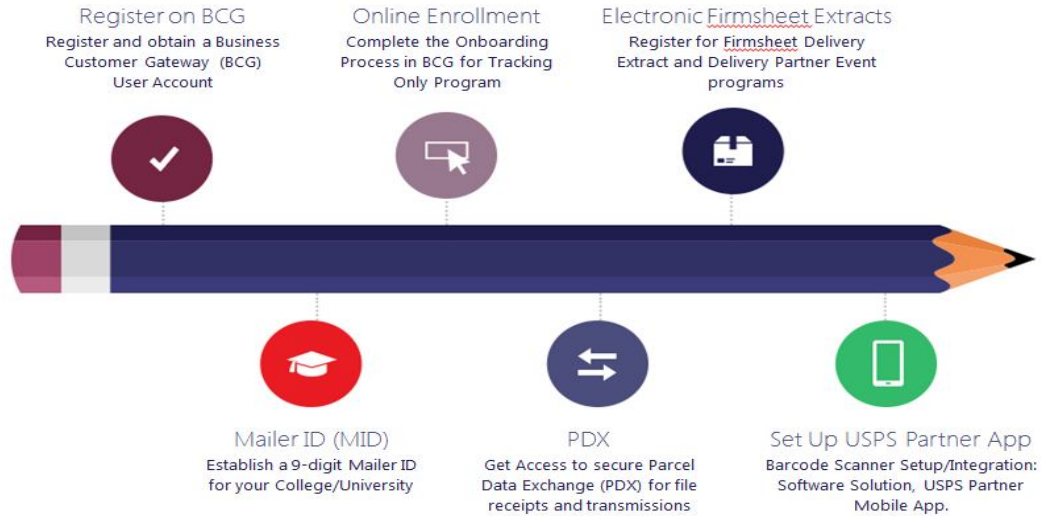 Register on BCG
Register and obtain a Business
Customer Gateway (BCG)
User Account
Online Enrollment
Complete the Onboarding
Process in BCG for Tracking
Only Program
Electronic Firmsheet Extracts
Register for Firmsheet Delivery
Extract and Delivery Partner Event
programs
Mailer ID (MID)
Establish a 9-digit Mailer ID
for your College/University
PDX
Get Access to secure Parcel
Data Exchange (PDX) for file
receipts and transmissions
Set Up USPS Partner App
Barcode Scanner Setup/Integration:
Software Solution, USPS Partner
Mobile App.